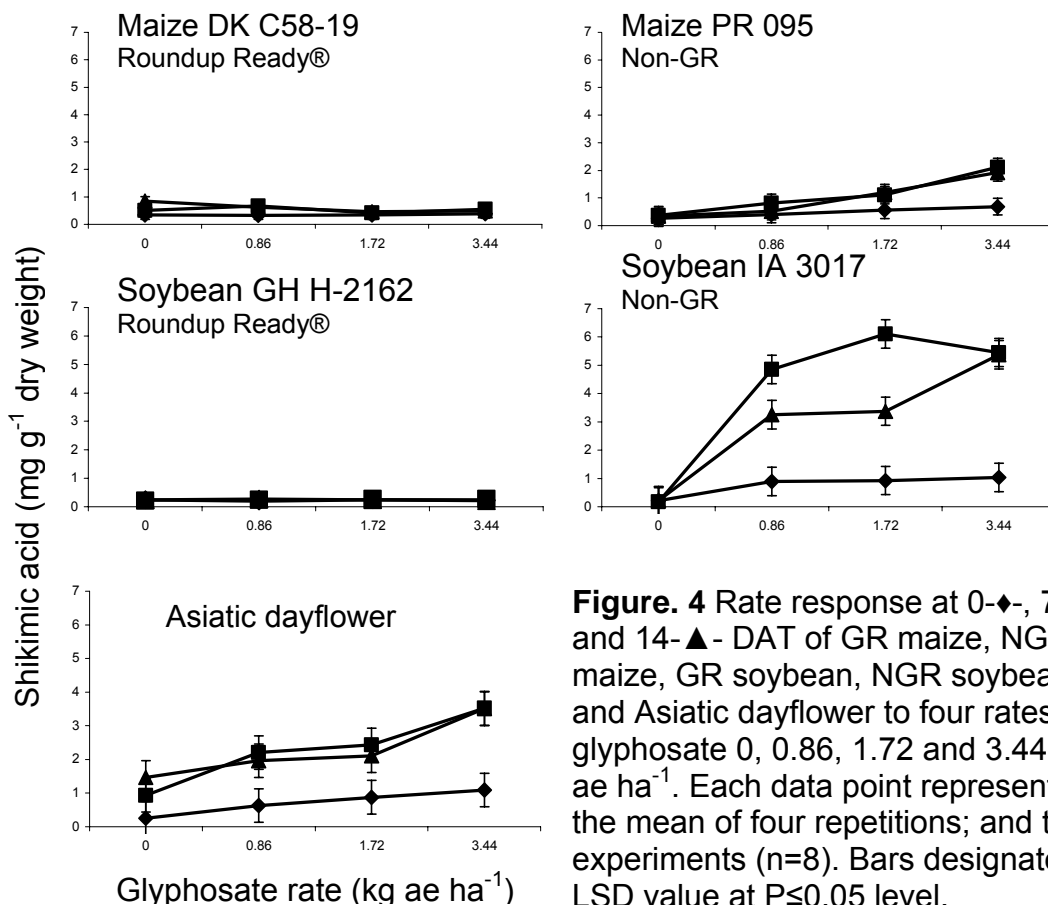 Maize DK C58-19
Roundup Ready®
7
6
5
4
3
2
1
0
0 0.86 1.72 3.44
Maize PR 095
Non-GR
7
6
5
4
3
2
1
0
0 0.86 1.72 3.44
Soybean GH H-2162
Roundup Ready®
7
6
5
4
3
2
1
0
0 0.86 1.72 3.44
Soybean IA 3017
Non-GR
7
6
5
4
3
2
1
0
0 0.86 1.72 3.44
Asiatic dayflower
7
6
5
4
3
2
1
0
0 0.86 1.72 3.44
Shikimic acid (mg g⁻¹ dry weight)
Glyphosate rate (kg ae ha⁻¹)
Figure. 4 Rate response at 0-♦-, 7
and 14-▲- DAT of GR maize, NG
maize, GR soybean, NGR soybea
and Asiatic dayflower to four rates
glyphosate 0, 0.86, 1.72 and 3.44
ae ha⁻¹. Each data point represent
the mean of four repetitions; and t
experiments (n=8). Bars designate
LSD value at P≤0.05 level.